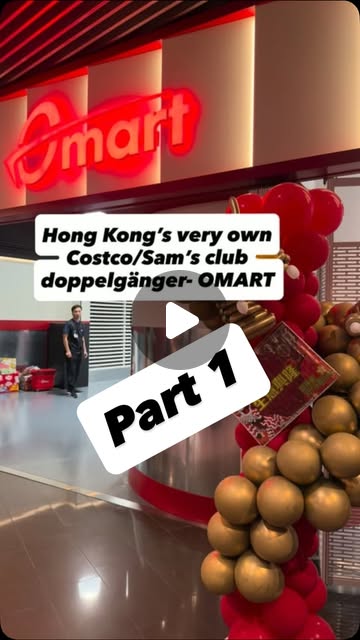 Omart
Hong Kong's very own
Costco/Sam's club
doppelgänger- OMART
Part 1